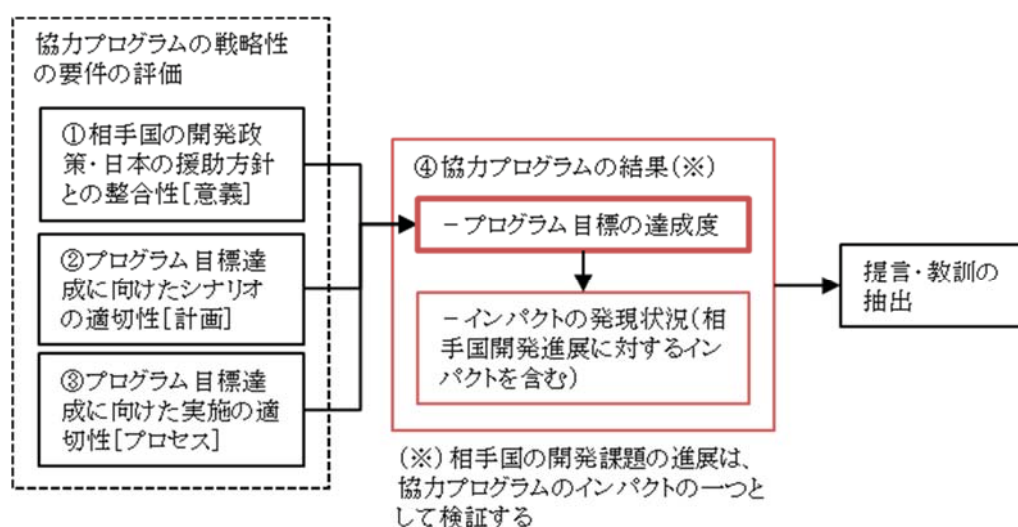 協力プログラムの戦略性
の要件の評価
①相手国の開発政
策・日本の援助方針
との整合性[意義]
②プログラム目標達
成に向けたシナリオ
の適切性[計画]
③プログラム目標達
成に向けた実施の適
切性[プロセス]
④協力プログラムの結果(※)
－プログラム目標の達成度
－インパクトの発現状況(相
手国開発進展に対するイン
パクトを含む)
(※)相手国の開発課題の進展は、
協力プログラムのインパクトの一つと
して検証する
提言・教訓の
抽出